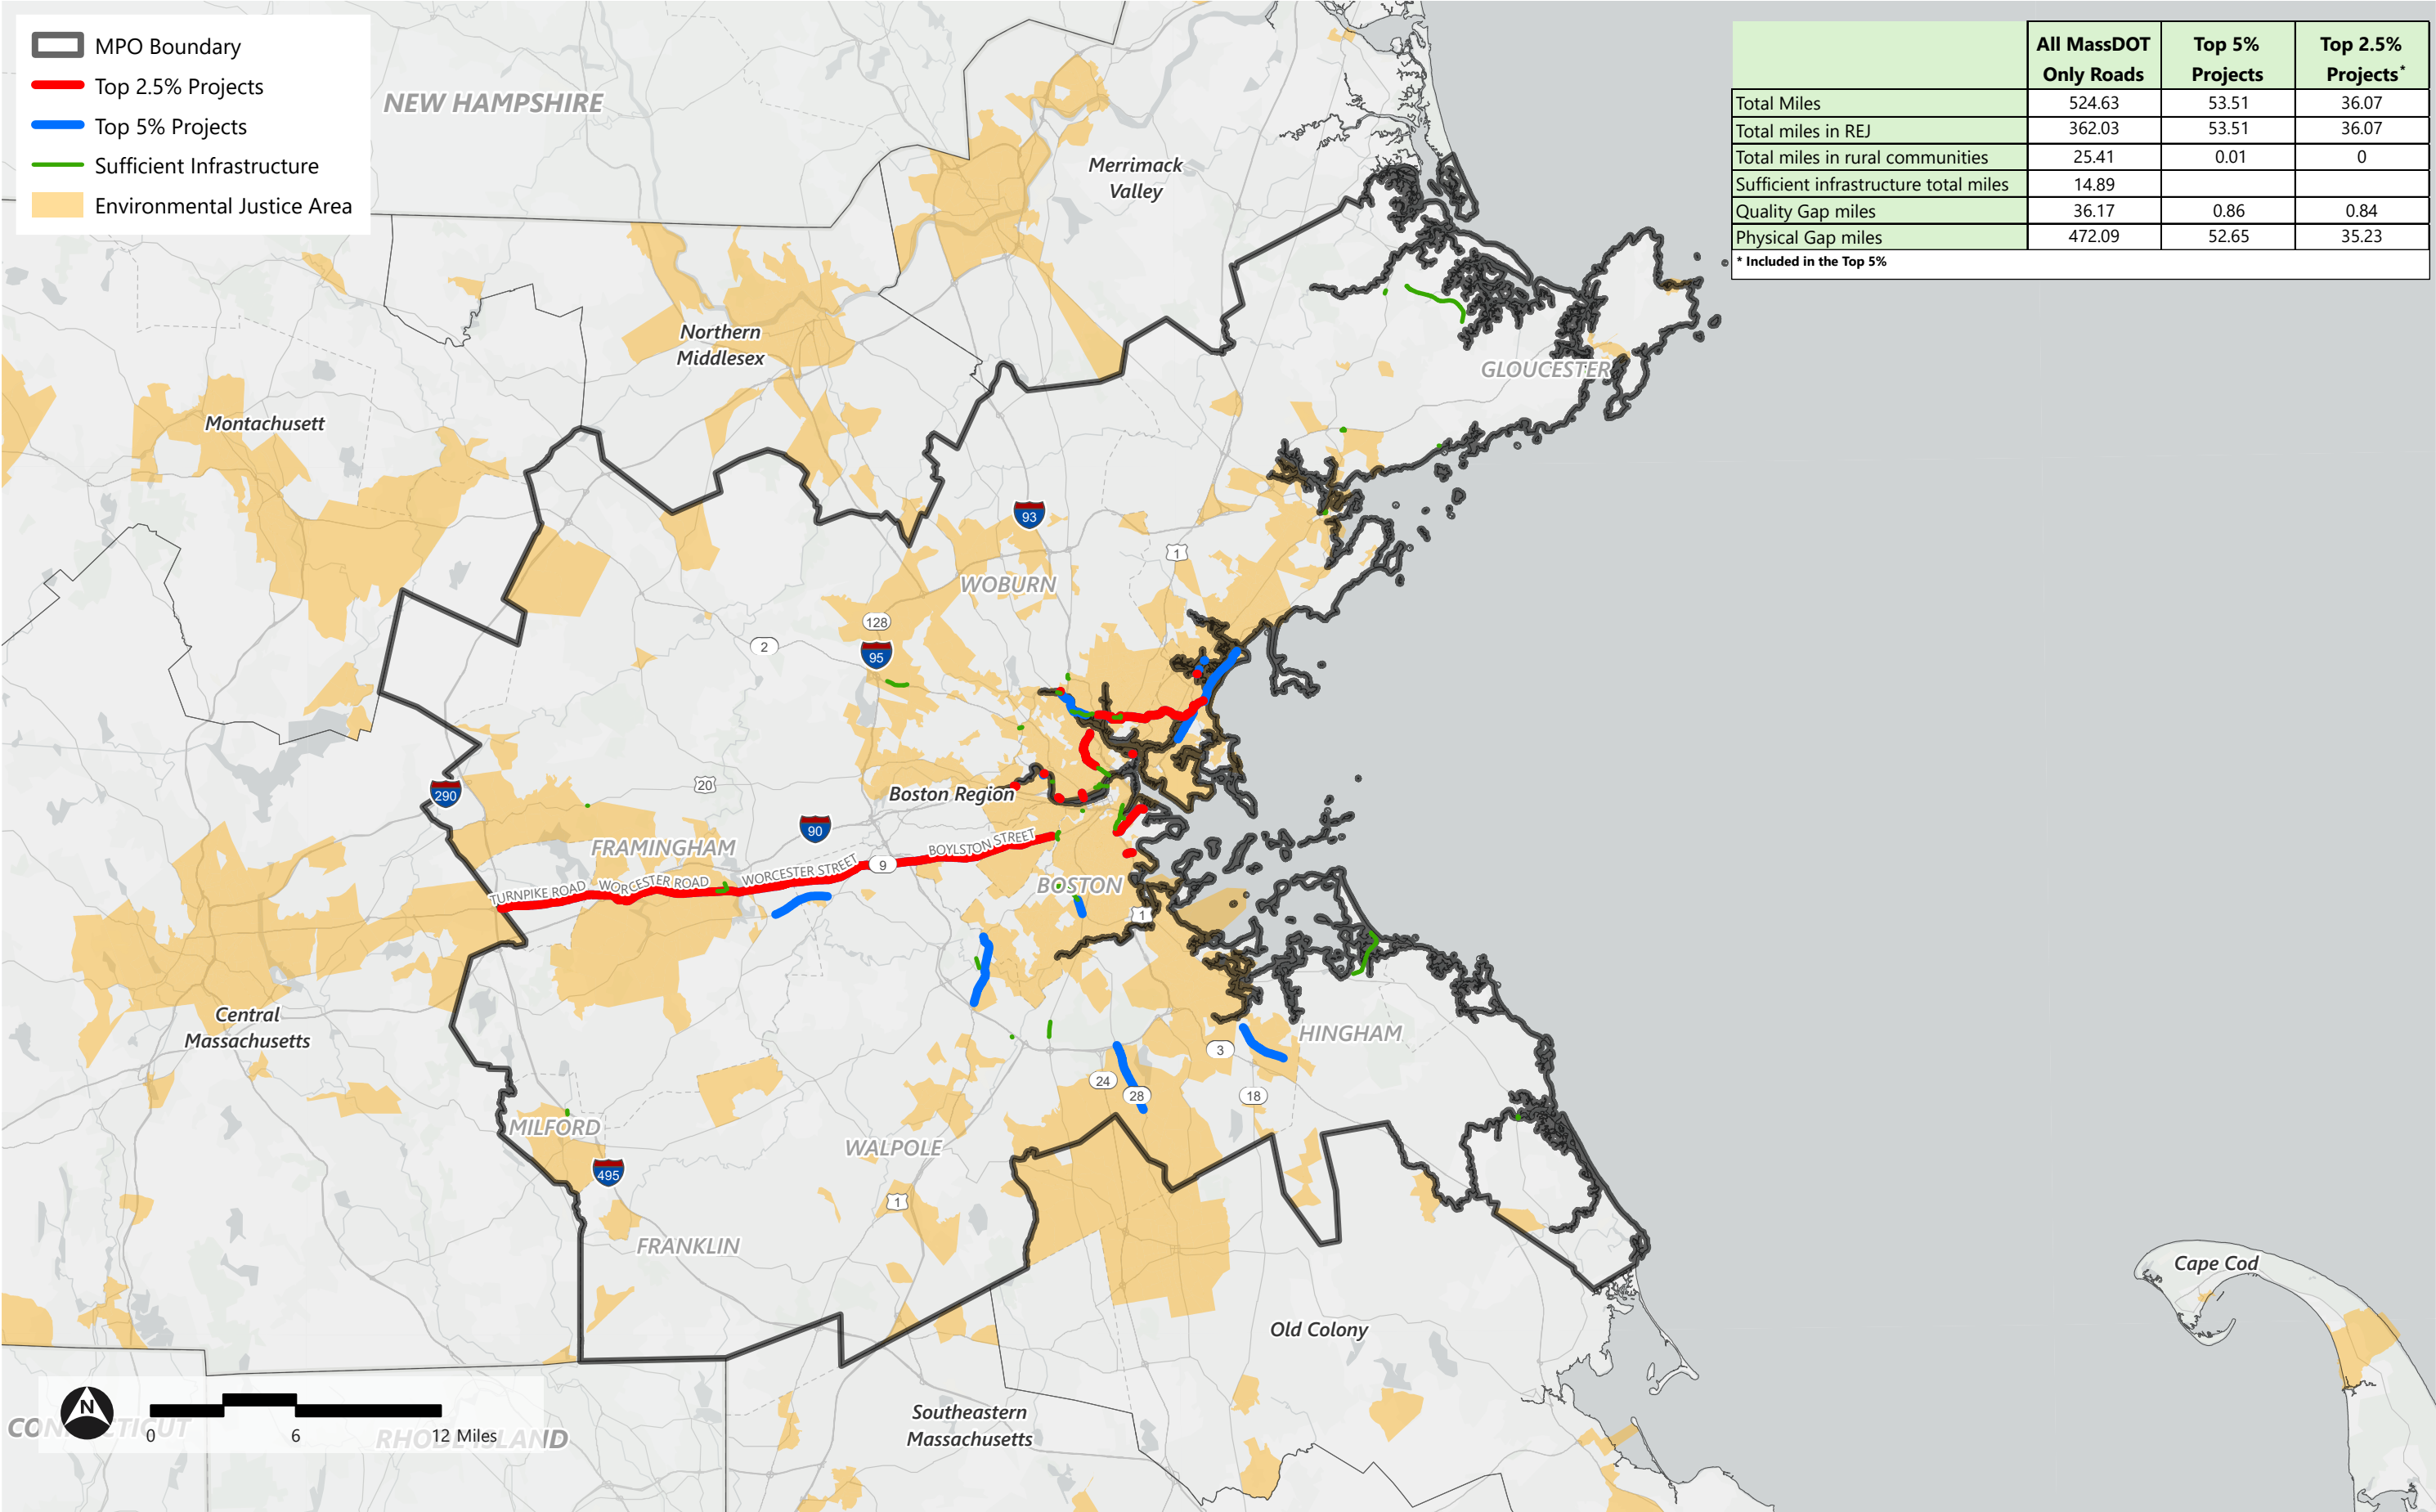 MPO Boundary
Top 2.5% Projects
Top 5% Projects
Sufficient Infrastructure
Environmental Justice Area
All MassDOT Only Roads | Top 5% Projects | Top 2.5% Projects*
Total Miles 524.63 53.51 36.07
Total miles in REJ 362.03 53.51 36.07
Total miles in rural communities 25.41 0.01 0
Sufficient infrastructure total miles 14.89
Quality Gap miles 36.17 0.86 0.84
Physical Gap miles 472.09 52.65 35.23
* Included in the Top 5%
NEW HAMPSHIRE
Merrimack
Valley
Northern
Middlesex
GLOUCESTER
Montachusett
93
1
WOBURN
128
2
95
20
290
Boston Region
90
FRAMINGHAM
BOYLSTON STREET
9
WORCESTER STREET
WORCESTER ROAD
TURNPIKE ROAD
BOSTON
1
Central
Massachusetts
HINGHAM
3
24
28
18
MILFORD
WALPOLE
495
1
FRANKLIN
Cape Cod
Old Colony
N
Southeastern
Massachusetts
CONNECTICUT
RHODE ISLAND
0 6 12 Miles